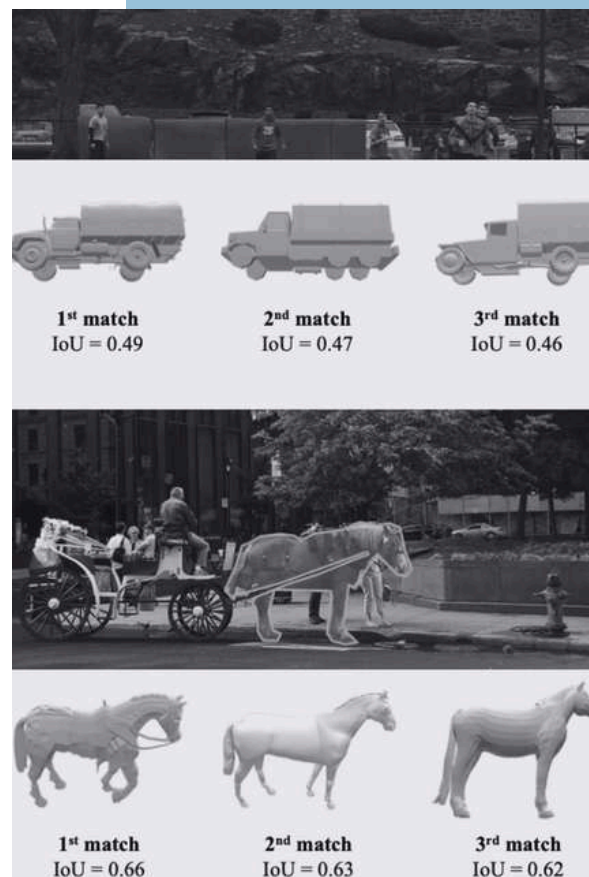 1st match 2nd match 3rd match
IoU = 0.49 IoU = 0.47 IoU = 0.46
1st match 2nd match 3rd match
IoU = 0.66 IoU = 0.63 IoU = 0.62